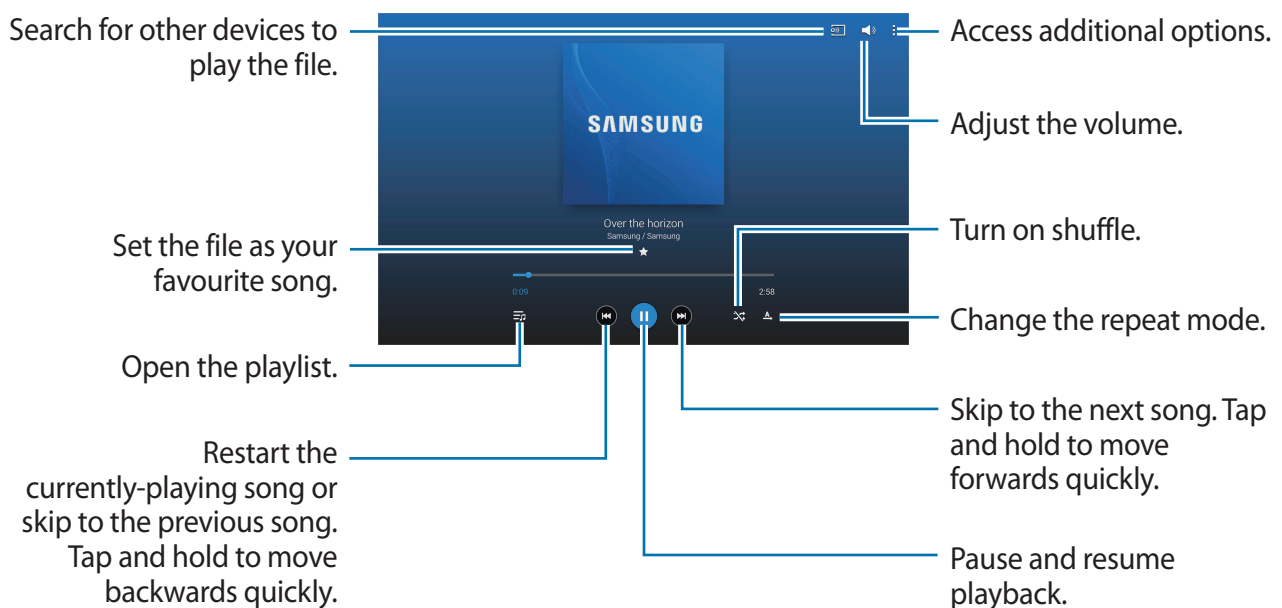 Search for other devices to
play the file.
Access additional options.
SAMSUNG
Adjust the volume.
Over the horizon
Samsung / Samsung
Turn on shuffle.
Set the file as your
favourite song.
0:09
2:58
Change the repeat mode.
Open the playlist.
Skip to the next song. Tap
and hold to move
forwards quickly.
Restart the
currently-playing song or
skip to the previous song.
Tap and hold to move
backwards quickly.
Pause and resume
playback.